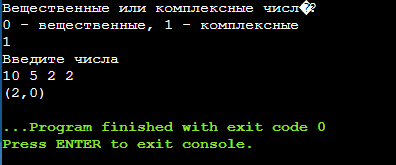 Вещественные или комплексные числ�?
0 - вещественные, 1 - комплексные
1
Введите числа
10 5 2 2
(2,0)
...Program finished with exit code 0
Press ENTER to exit console.